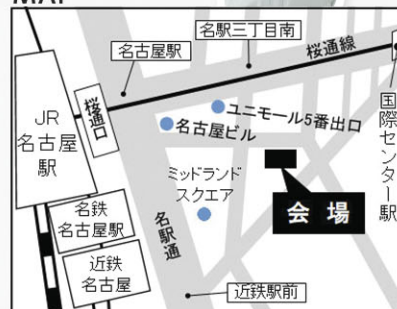 MAP
名駅三丁目南
名古屋駅
桜通線
桜通口
JR
名古屋
駅
ユニモール5番出口
名古屋ビル
国際センター駅
ミッドランド
スクエア
会場
名鉄
名古屋駅
名駅通
近鉄
名古屋
近鉄駅前